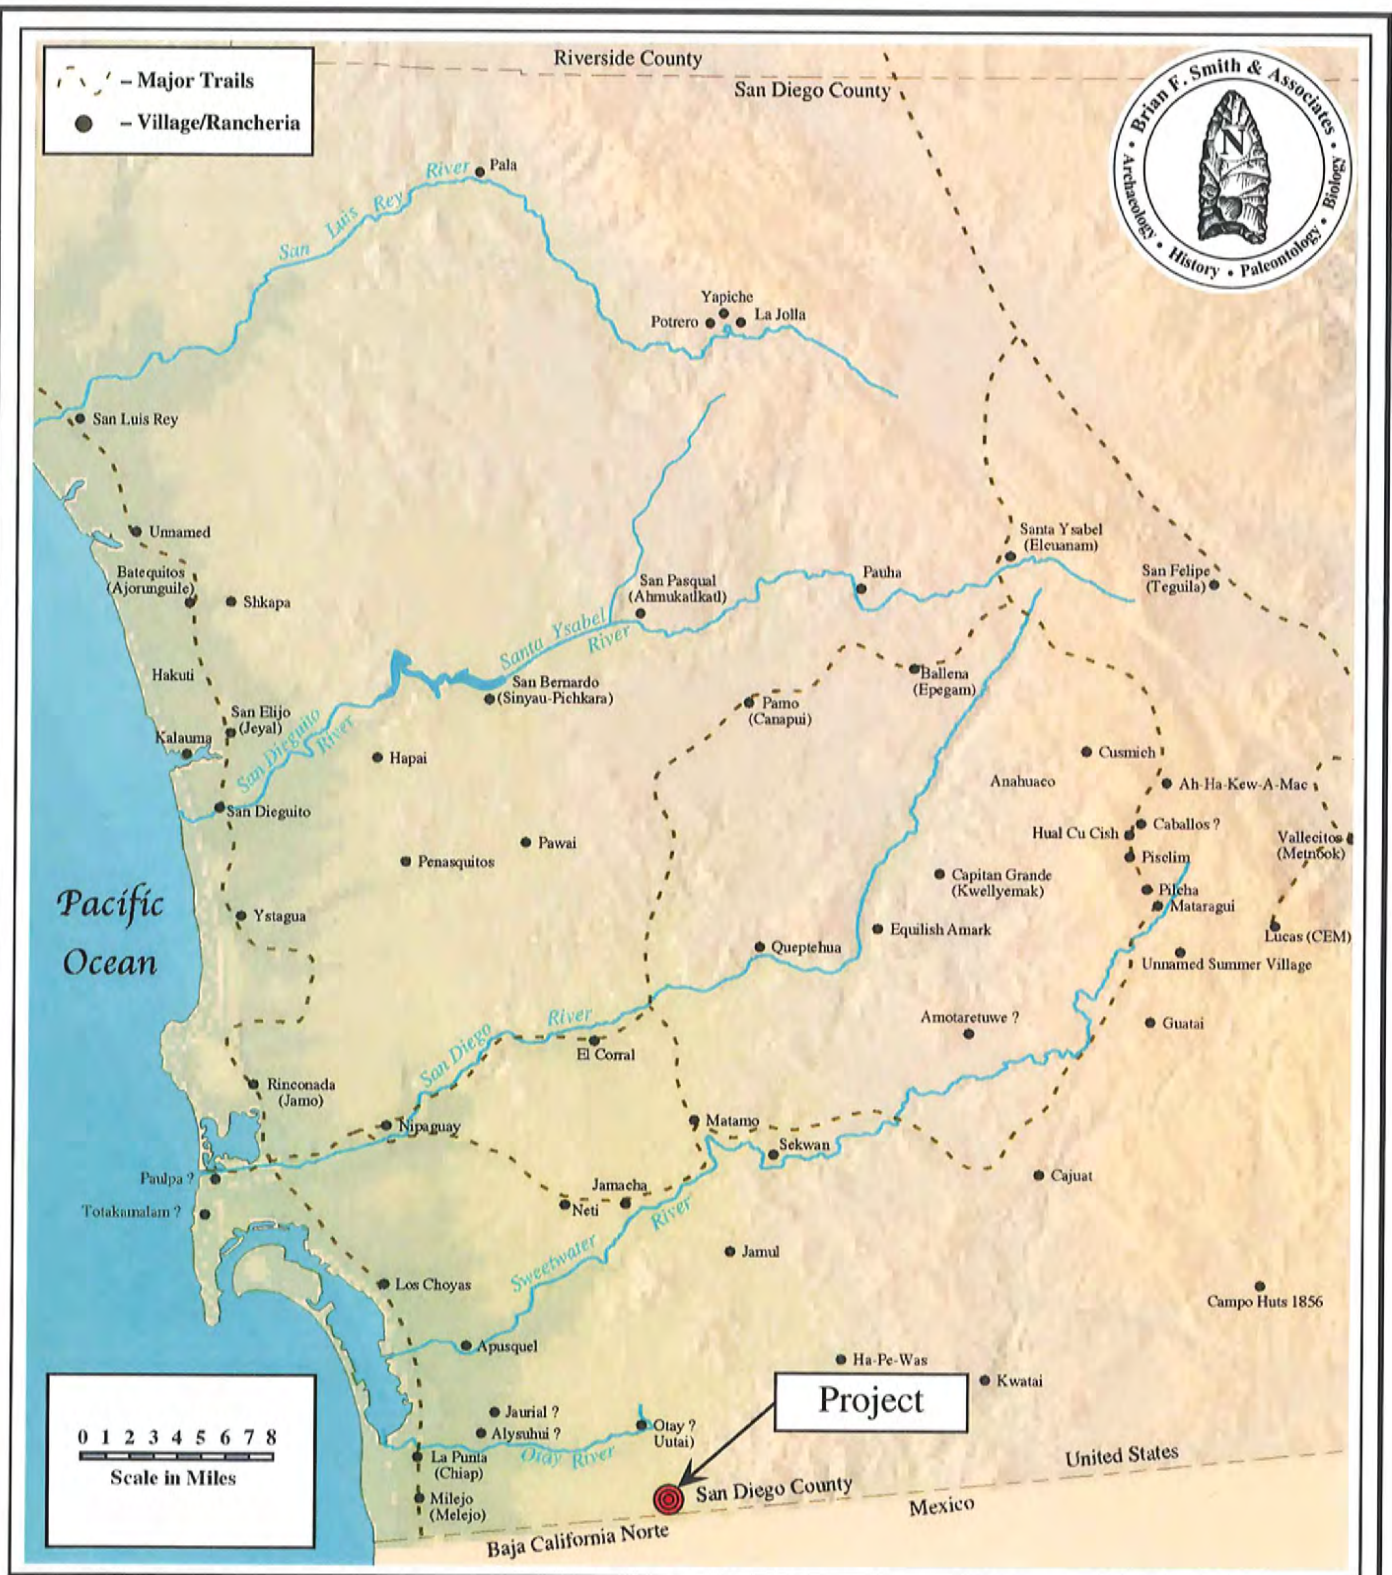 – Major Trails
– Village/Rancheria
Riverside County
San Diego County
Brian F. Smith & Associates
Archaeology • History • Paleontology • Biology
N
San Luis Rey River
Pala
Yapiche
Potrero
La Jolla
San Luis Rey
Unnamed
Batequitos
(Ajorunguile)
Shkapa
San Pasqual
(Ahmukatlkatl)
Pauha
Santa Ysabel
(Elcuanam)
San Felipe
(Teguila)
Santa Ysabel
River
Hakuti
San Bernardo
(Sinyau-Pichkara)
Ballena
(Epegam)
Pamo
(Canapui)
San Elijo
(Jeyal)
Kalauma
San Dieguito
River
Hapai
Cusmich
Anahuaco
Ah-Ha-Kew-A-Mac
San Dieguito
Caballos ?
Hual Cu Cish
Vallecitos
(Metnook)
Pawai
Penasquitos
Pisclim
Capitan Grande
(Kwellyemak)
Pilcha
Mataragui
Pacific
Ocean
Ystagua
Equilish Amark
Lucas (CEM)
Queptehua
Unnamed Summer Village
Amotaretuwe ?
Guatai
San Diego River
El Corral
Rinconada
(Jamo)
Nipaguay
Matamo
Sekwan
Paulpa ?
Cajuat
Jamacha
Neti
Totakamalam ?
Sweetwater River
Jamul
Los Choyas
Campo Huts 1856
Apusquel
Ha-Pe-Was
Kwatai
Project
Jaurial ?
Alysuhui ?
Otay ?
Uutai)
Otay River
La Punta
(Chiap)
Milejo
(Melejo)
0 1 2 3 4 5 6 7 8
Scale in Miles
San Diego County
United States
Mexico
Baja California Norte